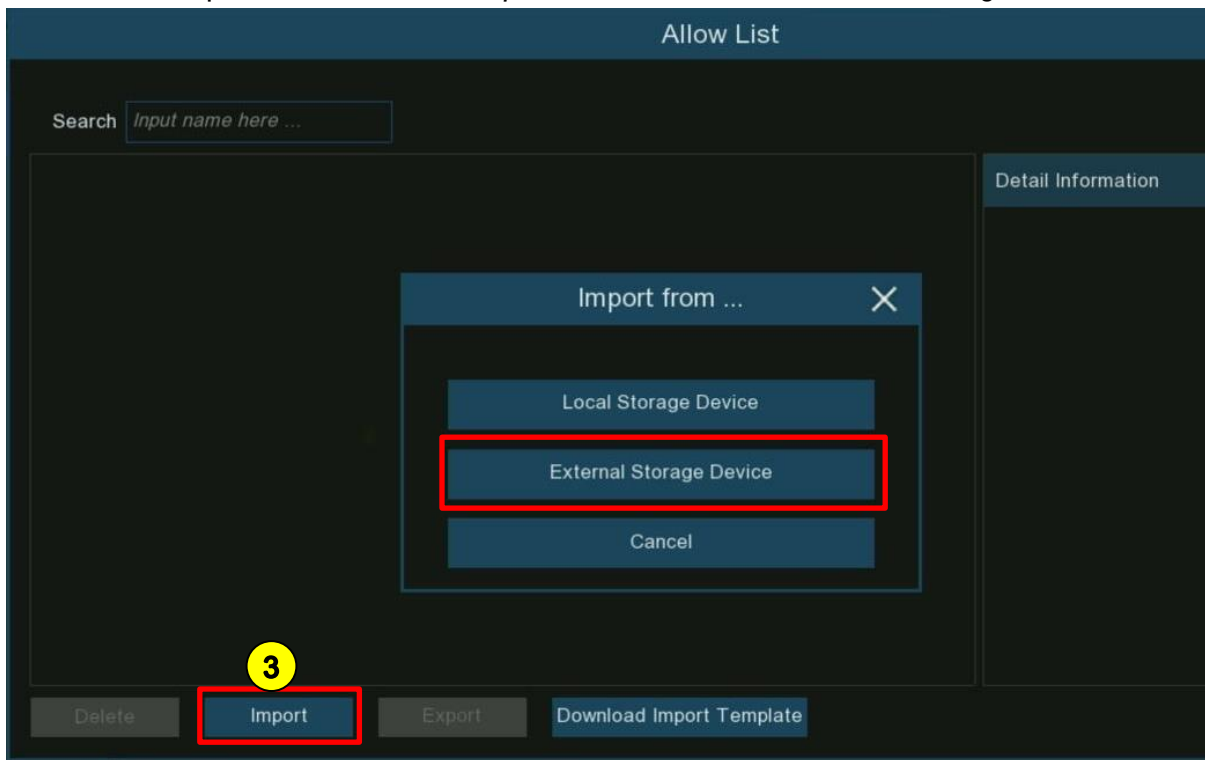 Allow List
Search Input name here ...
Detail Information
Import from ...
Local Storage Device
External Storage Device
Cancel
3
Delete Import Export Download Import Template